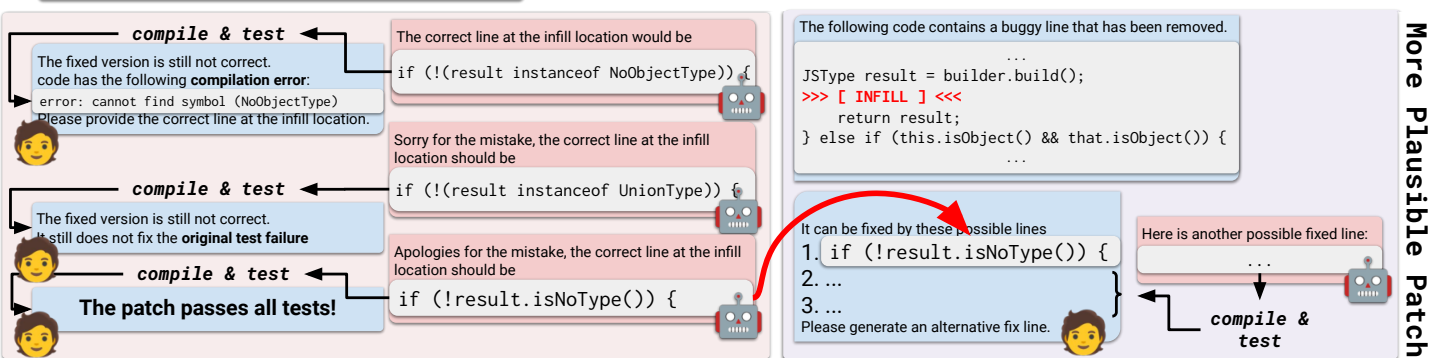 The correct line at the infill location would be
if (!(result instanceof NoObjectType)) {
compile & test
The fixed version is still not correct.
code has the following compilation error:
error: cannot find symbol (NoObjectType)
Please provide the correct line at the infill location.
Sorry for the mistake, the correct line at the infill
location should be
if (!(result instanceof UnionType)) {
compile & test
The fixed version is still not correct.
It still does not fix the original test failure
Apologies for the mistake, the correct line at the infill
location should be
if (!result.isNoType()) {
compile & test
The patch passes all tests!
The following code contains a buggy line that has been removed.
...
JSType result = builder.build();
>>> [ INFILL ] <<<
return result;
} else if (this.isObject() && that.isObject()) {
...
It can be fixed by these possible lines
1. if (!result.isNoType()) {
2. ...
3. ...
}
Please generate an alternative fix line.
Here is another possible fixed line:
...
compile &
test
More Plausible Patch